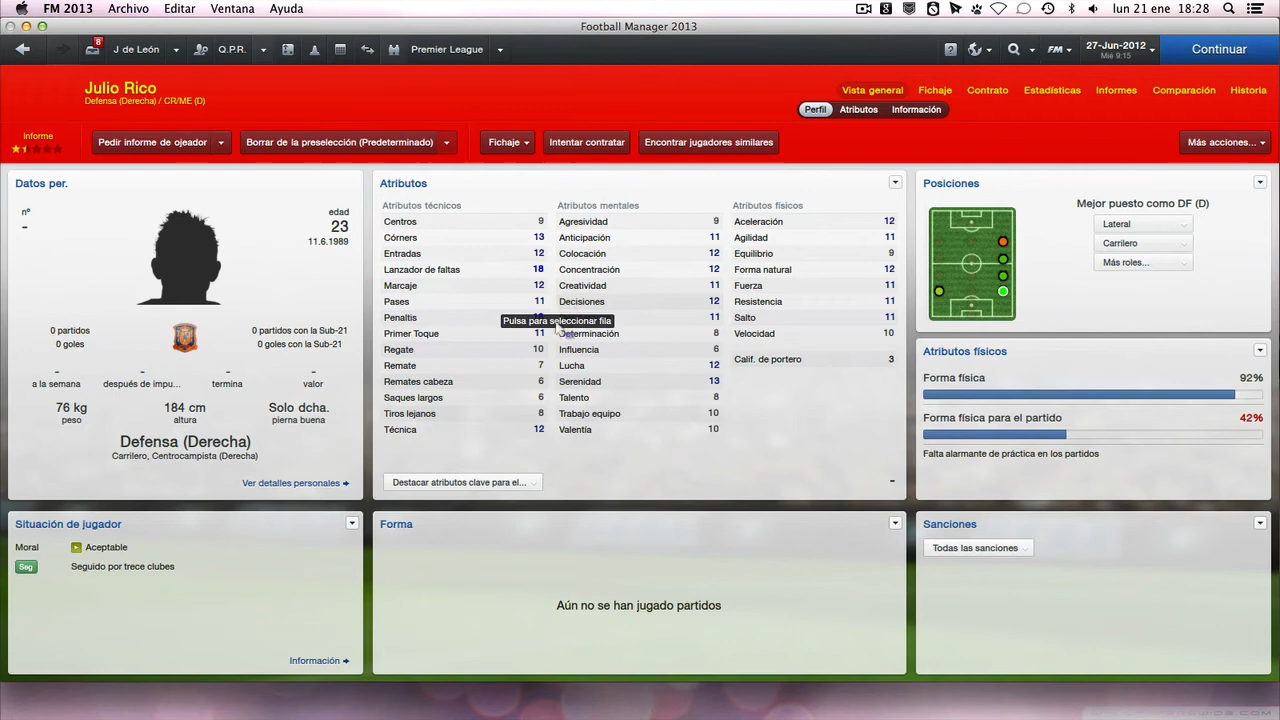 FM 2013 Archivo Editar Ventana Ayuda lun 21 ene 18:28
Football Manager 2013
8 J de León Q.P.R. Premier League ? FM 27-Jun-2012 Continuar
Mié 9:15
Julio Rico
Defensa (Derecha) / CR/ME (D)
Vista general Fichaje Contrato Estadísticas Informes Comparación Historia
Perfil Atributos Información
Informe
Pedir informe de ojeador Borrar de la preselección (Predeterminado) Fichaje Intentar contratar Encontrar jugadores similares Más acciones...
Datos per.
nº
-
edad
23
11.6.1989
0 partidos
0 goles
0 partidos con la Sub-21
0 goles con la Sub-21
- - - -
a la semana después de impu... termina valor
76 kg 184 cm Solo dcha.
peso altura pierna buena
Defensa (Derecha)
Carrilero, Centrocampista (Derecha)
Ver detalles personales
Atributos
Atributos técnicos
Centros 9
Córners 13
Entradas 12
Lanzador de faltas 18
Marcaje 12
Pases 11
Penaltis
Primer Toque 11
Regate 10
Remate 7
Remates cabeza 6
Saques largos 6
Tiros lejanos 8
Técnica 12
Atributos mentales
Agresividad 9
Anticipación 11
Colocación 12
Concentración 12
Creatividad 11
Decisiones 12
Pulsa para seleccionar fila
11
Determinación 8
Influencia 6
Lucha 12
Serenidad 13
Talento 8
Trabajo equipo 10
Valentía 10
Atributos físicos
Aceleración 12
Agilidad 11
Equilibrio 9
Forma natural 12
Fuerza 11
Resistencia 11
Salto 11
Velocidad 10
Calif. de portero 3
Destacar atributos clave para el... -
Posiciones
Mejor puesto como DF (D)
Lateral
Carrilero
Más roles...
Atributos físicos
Forma física 92%
Forma física para el partido 42%
Falta alarmante de práctica en los partidos
Situación de jugador
Moral Aceptable
Seg Seguido por trece clubes
Información
Forma
Aún no se han jugado partidos
Sanciones
Todas las sanciones